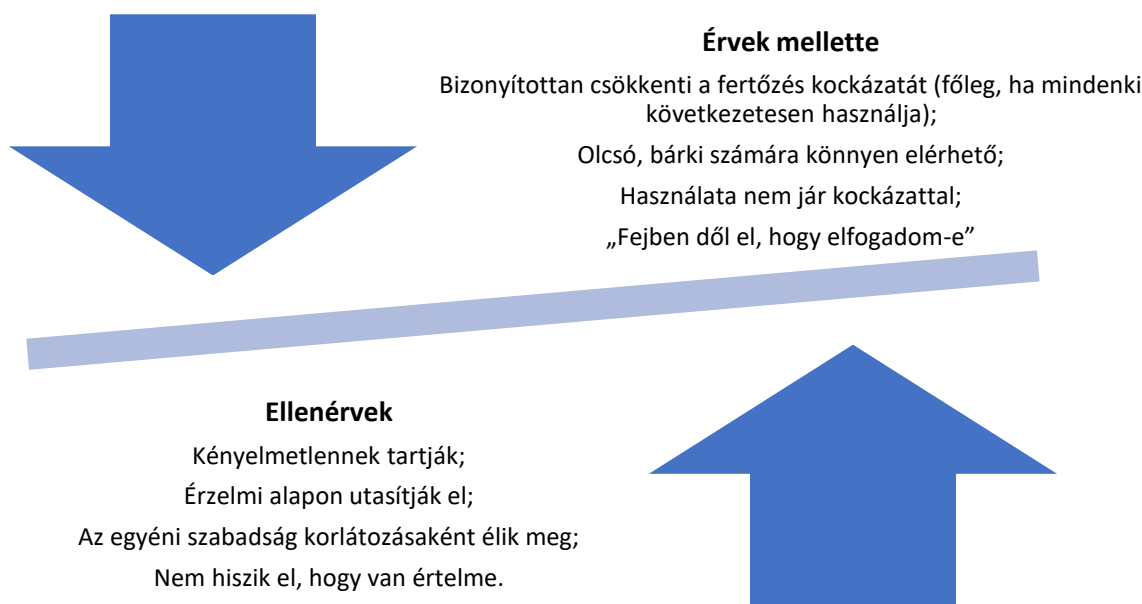 Érvek mellette
Bizonyítottan csökkenti a fertőzés kockázatát (főleg, ha mindenki
következetesen használja);
Olcsó, bárki számára könnyen elérhető;
Használata nem jár kockázattal;
„Fejben dől el, hogy elfogadom-e”
Ellenérvek
Kényelmetlennek tartják;
Érzelmi alapon utasítják el;
Az egyéni szabadság korlátozásaként élik meg;
Nem hiszik el, hogy van értelme.